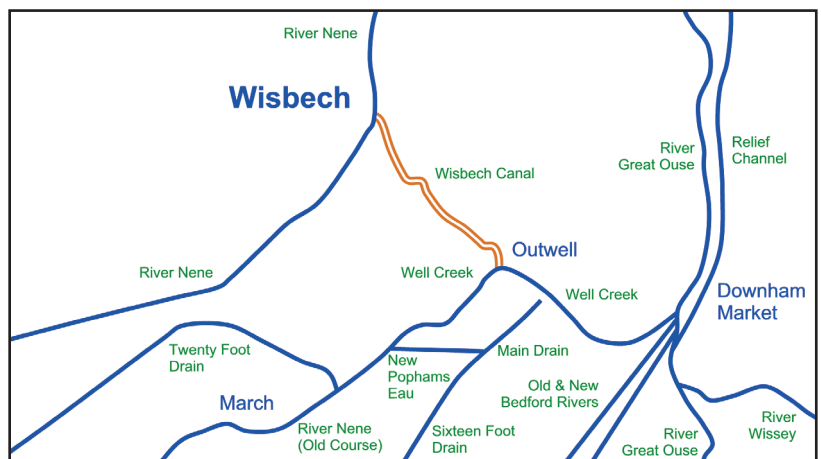 River Nene
Wisbech
River
Great Ouse
Relief
Channel
Wisbech Canal
Outwell
River Nene
Well Creek
Well Creek
Downham
Market
Twenty Foot
Drain
New
Pophams
Eau
Main Drain
Old & New
Bedford Rivers
March
River Nene
(Old Course)
Sixteen Foot
Drain
River
Great Ouse
River
Wissey